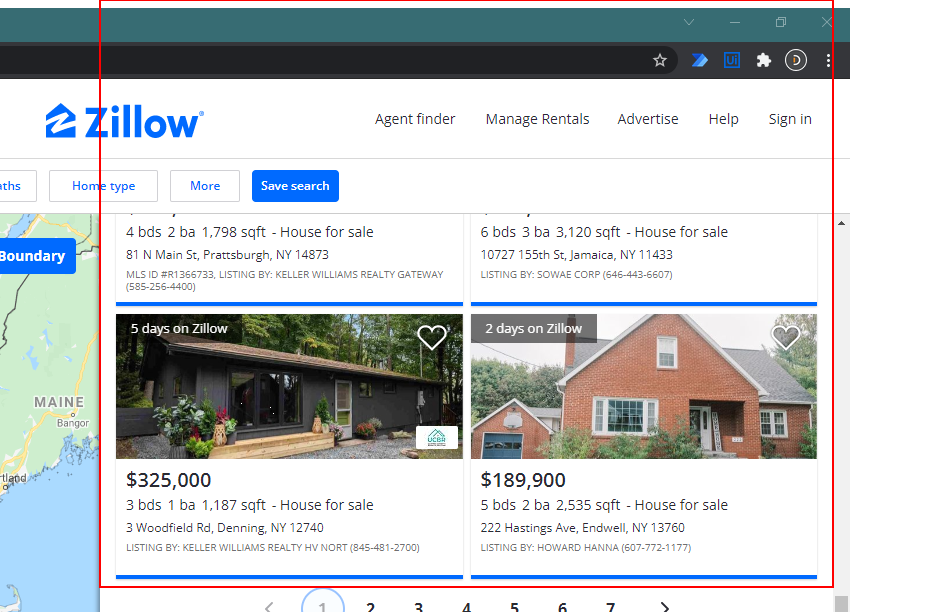 Zillow
Agent finder Manage Rentals Advertise Help Sign in
Home type More Save search
Boundary
4 bds 2 ba 1,798 sqft - House for sale
81 N Main St, Prattsburgh, NY 14873
MLS ID #R1366733, LISTING BY: KELLER WILLIAMS REALTY GATEWAY
(585-256-4400)
6 bds 3 ba 3,120 sqft - House for sale
10727 155th St, Jamaica, NY 11433
LISTING BY: SOWAE CORP (646-443-6607)
MAINE
Bangor
5 days on Zillow
UCBR
$325,000
3 bds 1 ba 1,187 sqft - House for sale
3 Woodfield Rd, Denning, NY 12740
LISTING BY: KELLER WILLIAMS REALTY HV NORT (845-481-2700)
2 days on Zillow
$189,900
5 bds 2 ba 2,535 sqft - House for sale
222 Hastings Ave, Endwell, NY 13760
LISTING BY: HOWARD HANNA (607-772-1177)
1 2 3 4 5 6 7